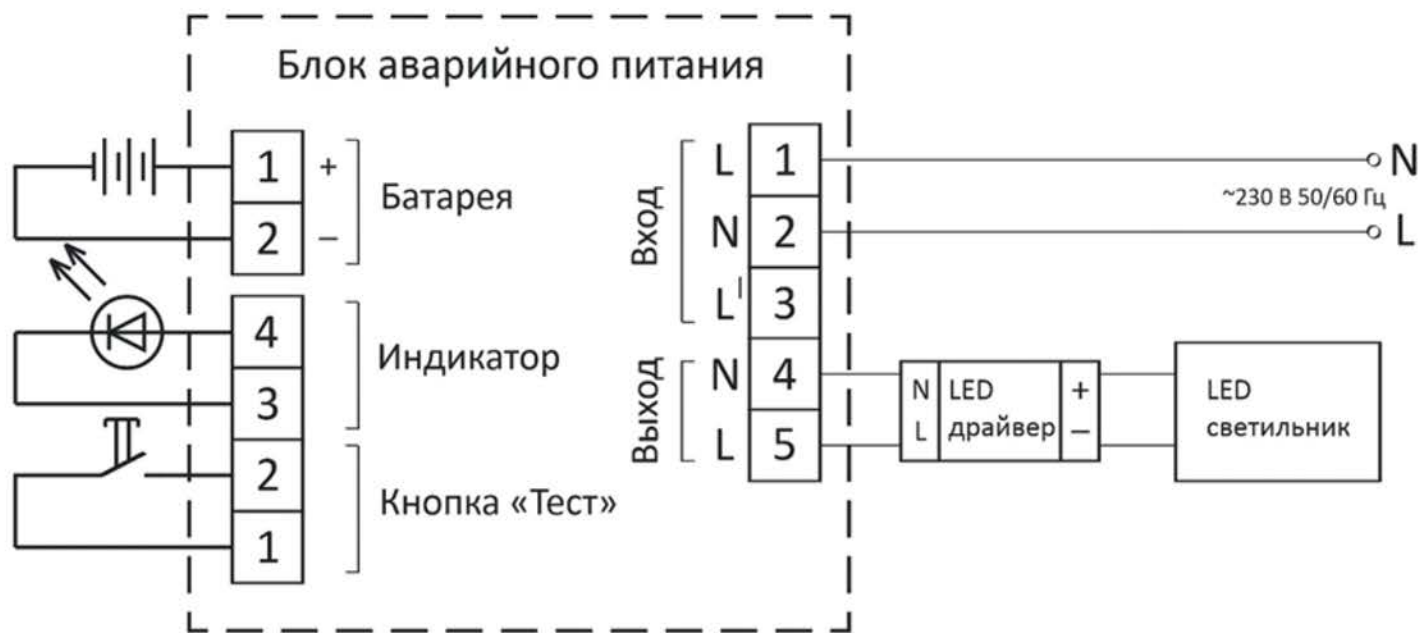 Блок аварийного питания
1 +
Батарея
2 –
4
Индикатор
3
2
Кнопка «Тест»
1
Вход
L 1
N 2
L| 3
Выход
N 4
L 5
N
~230 В 50/60 Гц
L
N LED +
L драйвер –
LED
светильник